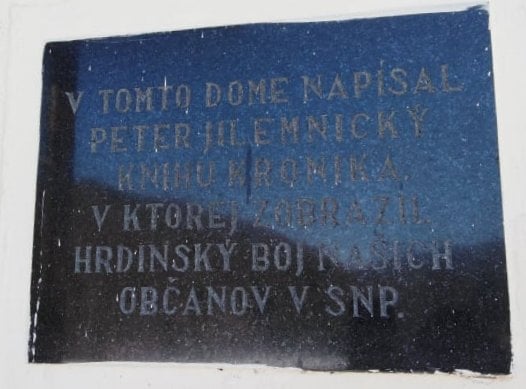 V TOMTO DOME NAPÍSAL
PETER JILEMNICKÝ
KNIHU KRONIKA,
V KTOREJ ZOBRAZIL
HRDINSKÝ BOJ NAŠICH
OBČANOV V SNP.